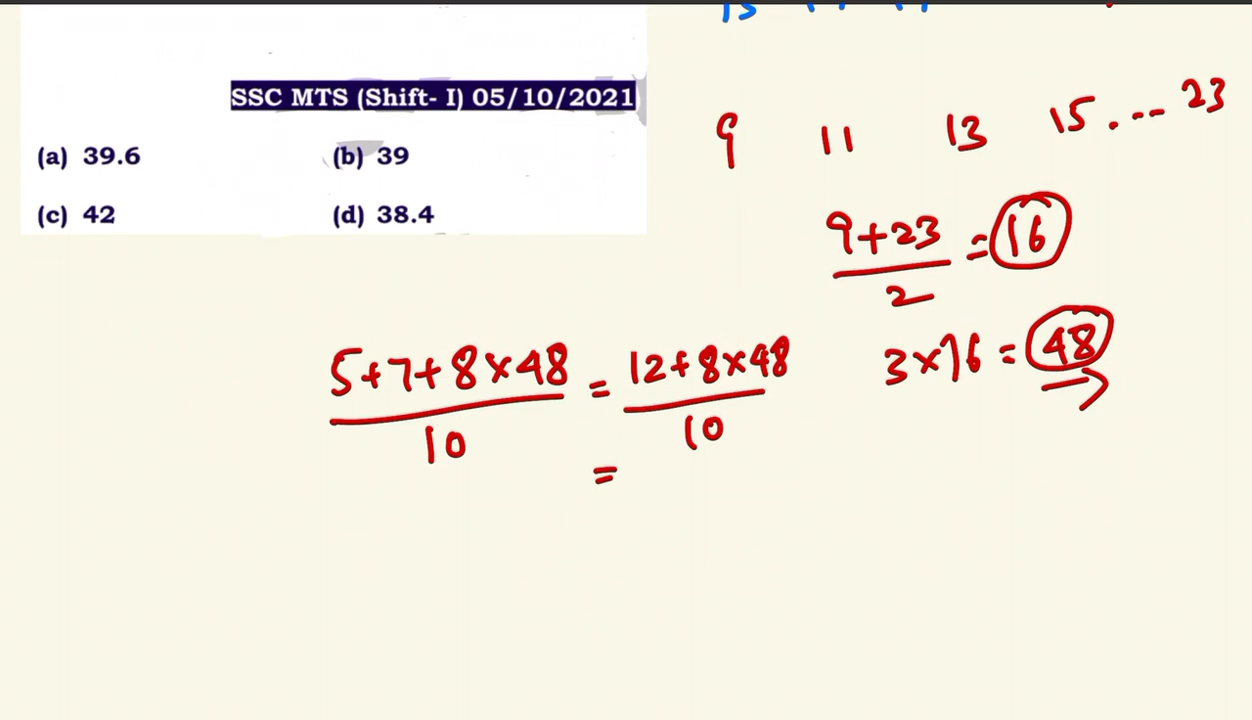 SSC MTS (Shift- I) 05/10/2021
(a) 39.6
(b) 39
(c) 42
(d) 38.4
9 11 13 15 . - - - 23
9+23
2
= 16
3×16 = 48
5+7+8×48
10
= 12+8×48
10
=